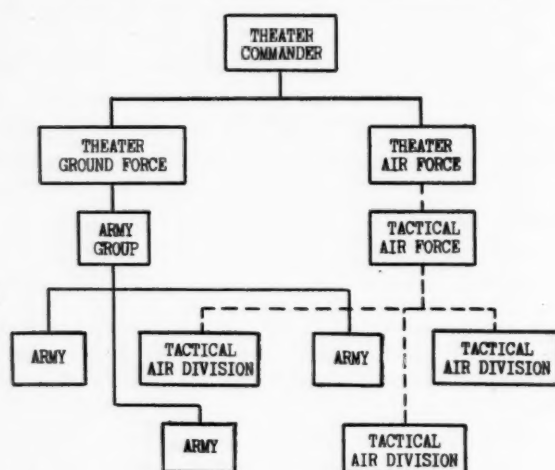 THEATER
COMMANDER
THEATER
GROUND FORCE
THEATER
AIR FORCE
ARMY
GROUP
TACTICAL
AIR FORCE
ARMY
TACTICAL
AIR DIVISION
ARMY
TACTICAL
AIR DIVISION
ARMY
TACTICAL
AIR DIVISION